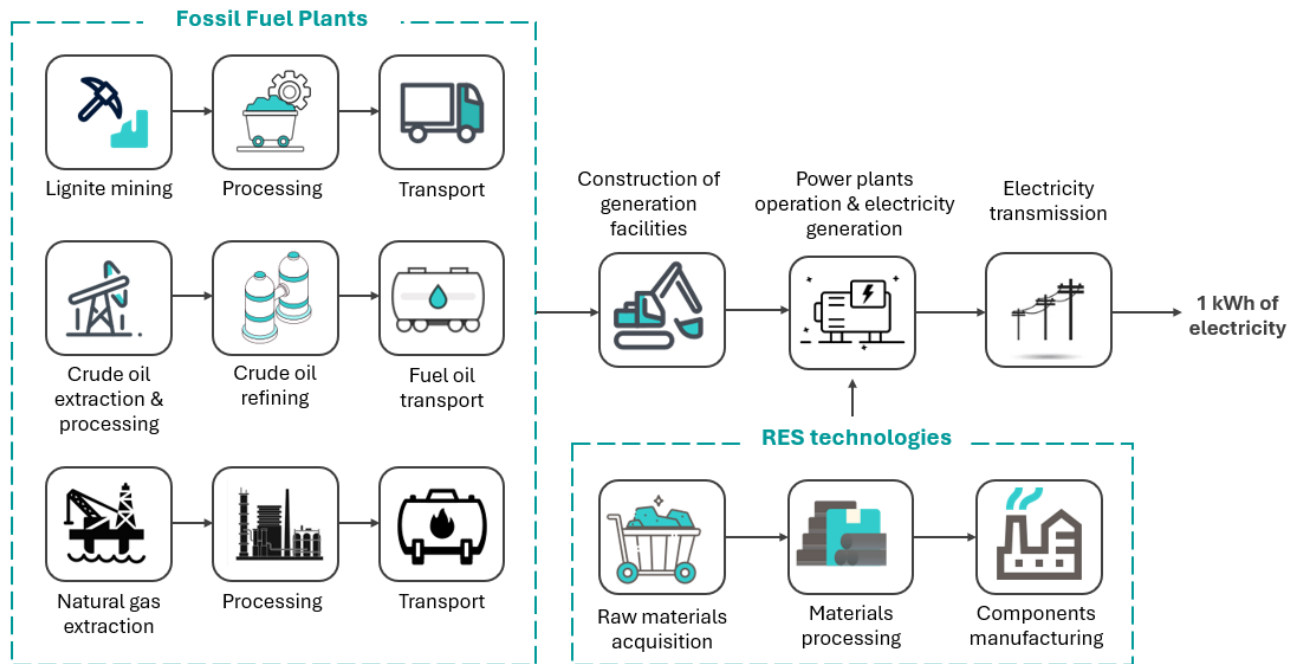 Fossil Fuel Plants
Lignite mining
Processing
Transport
Crude oil
extraction &
processing
Crude oil
refining
Fuel oil
transport
Natural gas
extraction
Processing
Transport
Construction of
generation
facilities
Power plants
operation & electricity
generation
Electricity
transmission
1 kWh of
electricity
RES technologies
Raw materials
acquisition
Materials
processing
Components
manufacturing